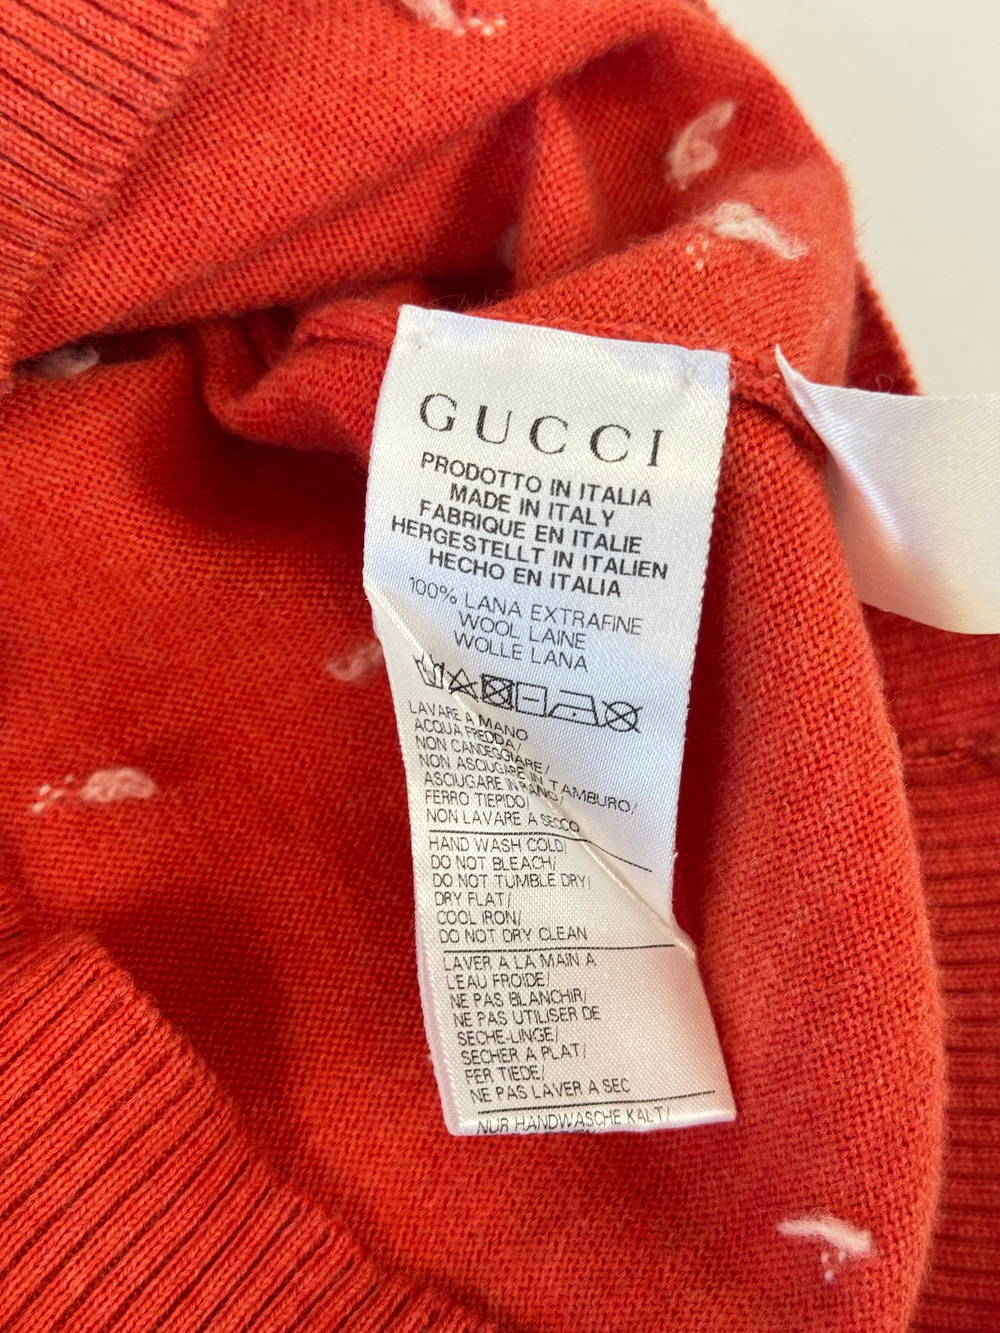 GUCCI
PRODOTTO IN ITALIA
MADE IN ITALY
FABRIQUE EN ITALIE
HERGESTELLT IN ITALIEN
HECHO EN ITALIA
100% LANA EXTRAFINE
WOOL LAINE
WOLLE LANA
LAVARE A MANO
ACQUA FREDDA/
NON CANDEGGIARE/
NON ASCIUGARE IN TAMBURO/
ASCIUGARE IN PIANO/
FERRO TIEPIDO/
NON LAVARE A SECCO
HAND WASH COLD/
DO NOT BLEACH/
DO NOT TUMBLE DRY/
DRY FLAT/
COOL IRON/
DO NOT DRY CLEAN
LAVER A LA MAIN A
L'EAU FROIDE/
NE PAS BLANCHIR/
NE PAS UTILISER DE
SECHE-LINGE/
SECHER A PLAT/
FER TIEDE/
NE PAS LAVER A SEC
NUR HANDWASCHE KALT/